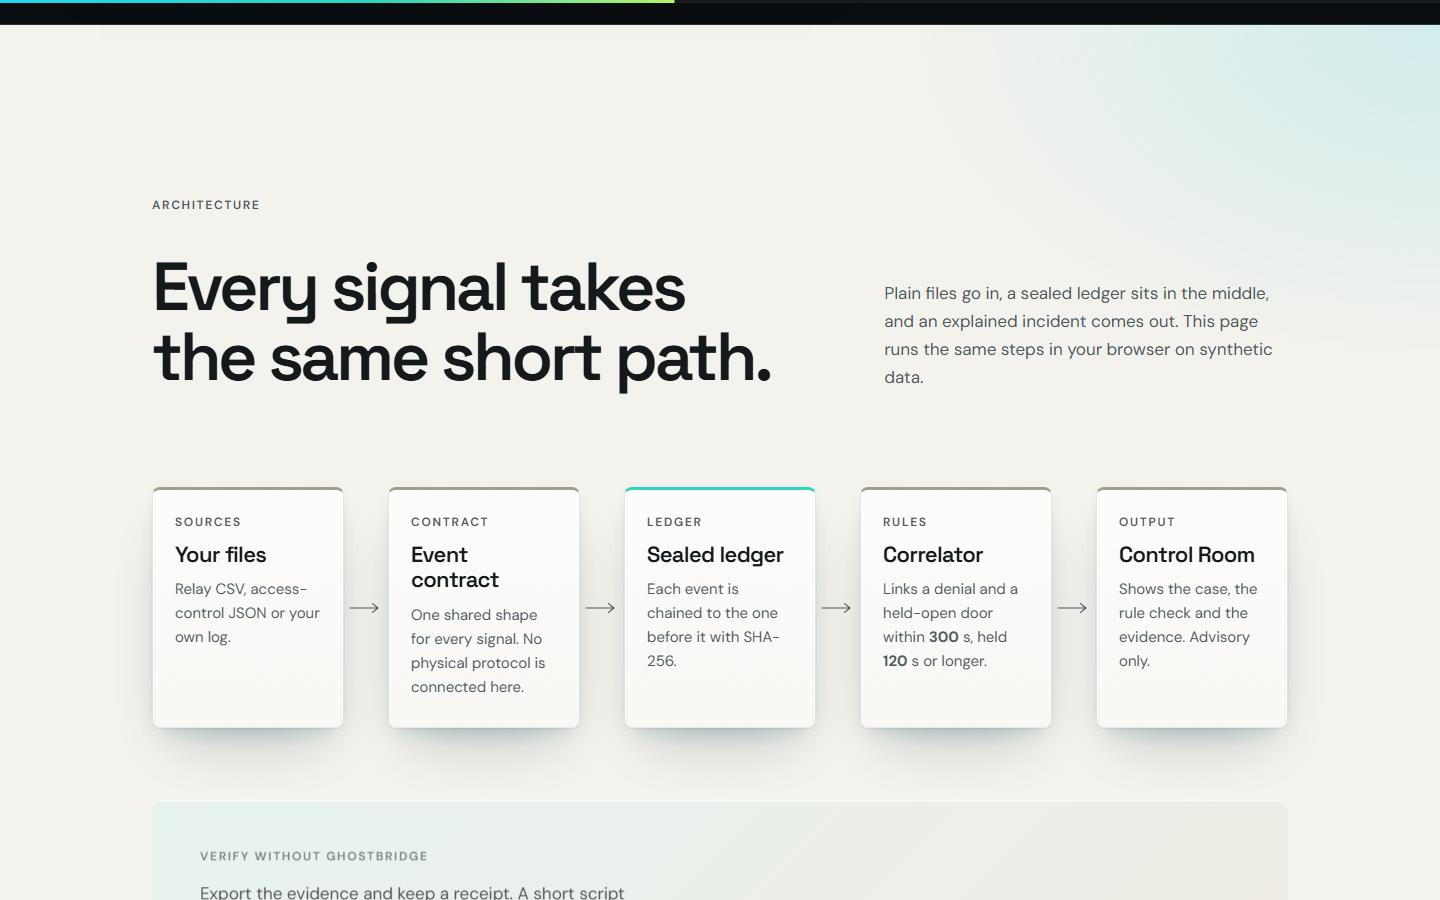 ARCHITECTURE
Every signal takes
the same short path.
Plain files go in, a sealed ledger sits in the middle,
and an explained incident comes out. This page
runs the same steps in your browser on synthetic
data.
SOURCES
Your files
Relay CSV, access-
control JSON or your
own log.
CONTRACT
Event
contract
One shared shape
for every signal. No
physical protocol is
connected here.
LEDGER
Sealed ledger
Each event is
chained to the one
before it with SHA-
256.
RULES
Correlator
Links a denial and a
held-open door
within 300 s, held
120 s or longer.
OUTPUT
Control Room
Shows the case, the
rule check and the
evidence. Advisory
only.
VERIFY WITHOUT GHOSTBRIDGE
Export the evidence and keep a receipt. A short script